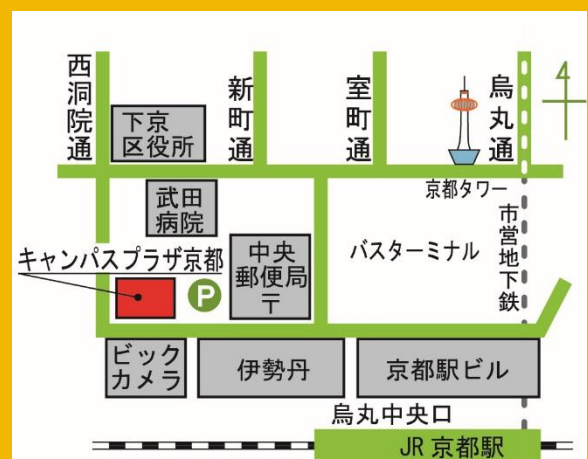 西洞院通
新町通
室町通
烏丸通
4
下京
区役所
京都タワー
武田
病院
市営地下鉄
キャンパスプラザ京都
P
中央
郵便局
〒
バスターミナル
ビック
カメラ
伊勢丹
京都駅ビル
烏丸中央口
JR 京都駅